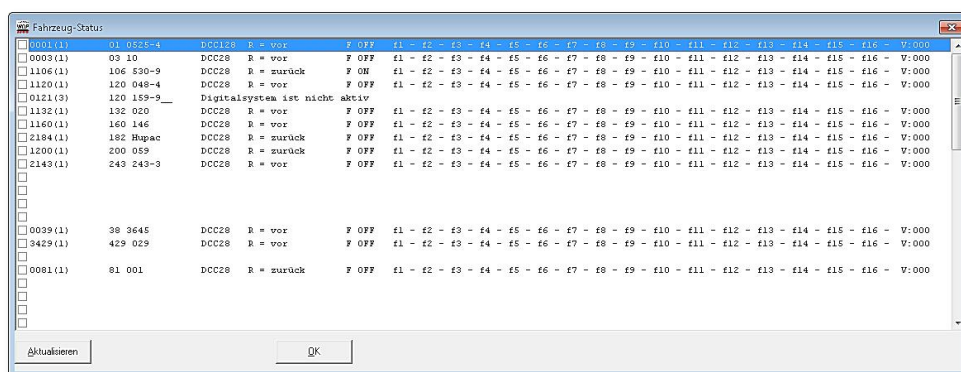 WDP Fahrzeug-Status
0001(1) 01 0525-4 DCC128 R = vor F OFF f1 - f2 - f3 - f4 - f5 - f6 - f7 - f8 - f9 - f10 - f11 - f12 - f13 - f14 - f15 - f16 - V:000
0003(1) 03 10 DCC28 R = vor F OFF f1 - f2 - f3 - f4 - f5 - f6 - f7 - f8 - f9 - f10 - f11 - f12 - f13 - f14 - f15 - f16 - V:000
1106(1) 106 530-9 DCC28 R = zurück F ON f1 - f2 - f3 - f4 - f5 - f6 - f7 - f8 - f9 - f10 - f11 - f12 - f13 - f14 - f15 - f16 - V:000
1120(1) 120 048-4 DCC28 R = vor F OFF f1 - f2 - f3 - f4 - f5 - f6 - f7 - f8 - f9 - f10 - f11 - f12 - f13 - f14 - f15 - f16 - V:000
0121(3) 120 159-9__ Digitalsystem ist nicht aktiv
1132(1) 132 020 DCC28 R = vor F OFF f1 - f2 - f3 - f4 - f5 - f6 - f7 - f8 - f9 - f10 - f11 - f12 - f13 - f14 - f15 - f16 - V:000
1160(1) 160 146 DCC28 R = vor F OFF f1 - f2 - f3 - f4 - f5 - f6 - f7 - f8 - f9 - f10 - f11 - f12 - f13 - f14 - f15 - f16 - V:000
2184(1) 182 Hupac DCC28 R = zurück F OFF f1 - f2 - f3 - f4 - f5 - f6 - f7 - f8 - f9 - f10 - f11 - f12 - f13 - f14 - f15 - f16 - V:000
1200(1) 200 059 DCC28 R = zurück F OFF f1 - f2 - f3 - f4 - f5 - f6 - f7 - f8 - f9 - f10 - f11 - f12 - f13 - f14 - f15 - f16 - V:000
2143(1) 243 243-3 DCC28 R = vor F OFF f1 - f2 - f3 - f4 - f5 - f6 - f7 - f8 - f9 - f10 - f11 - f12 - f13 - f14 - f15 - f16 - V:000
0039(1) 38 3645 DCC28 R = vor F OFF f1 - f2 - f3 - f4 - f5 - f6 - f7 - f8 - f9 - f10 - f11 - f12 - f13 - f14 - f15 - f16 - V:000
3429(1) 429 029 DCC28 R = vor F OFF f1 - f2 - f3 - f4 - f5 - f6 - f7 - f8 - f9 - f10 - f11 - f12 - f13 - f14 - f15 - f16 - V:000
0081(1) 81 001 DCC28 R = zurück F OFF f1 - f2 - f3 - f4 - f5 - f6 - f7 - f8 - f9 - f10 - f11 - f12 - f13 - f14 - f15 - f16 - V:000
Aktualisieren OK